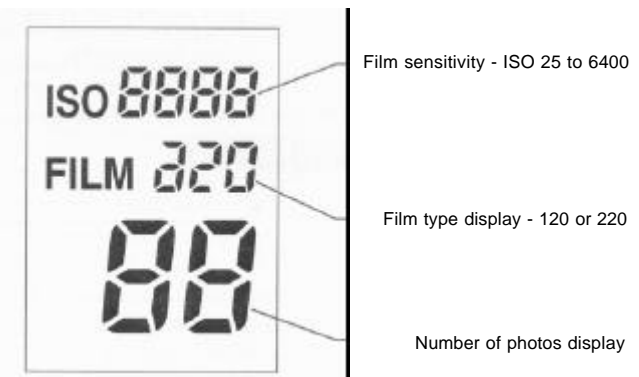 ISO 8888
Film sensitivity - ISO 25 to 6400
FILM 220
Film type display - 120 or 220
88
Number of photos display